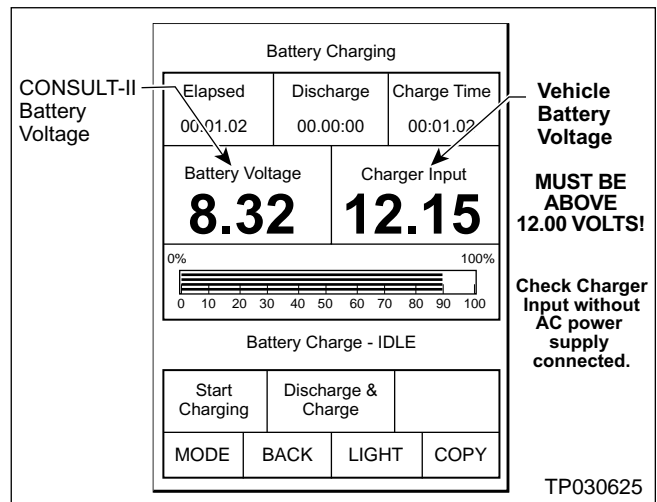 Battery Charging
CONSULT-II
Battery
Voltage
Elapsed
00:01.02
Discharge
00.00:00
Charge Time
00:01.02
Vehicle
Battery
Voltage
Battery Voltage
8.32
Charger Input
12.15
MUST BE
ABOVE
12.00 VOLTS!
0%
100%
0 10 20 30 40 50 60 70 80 90 100
Check Charger
Input without
AC power
supply
connected.
Battery Charge - IDLE
Start
Charging
Discharge &
Charge
MODE
BACK
LIGHT
COPY
TP030625